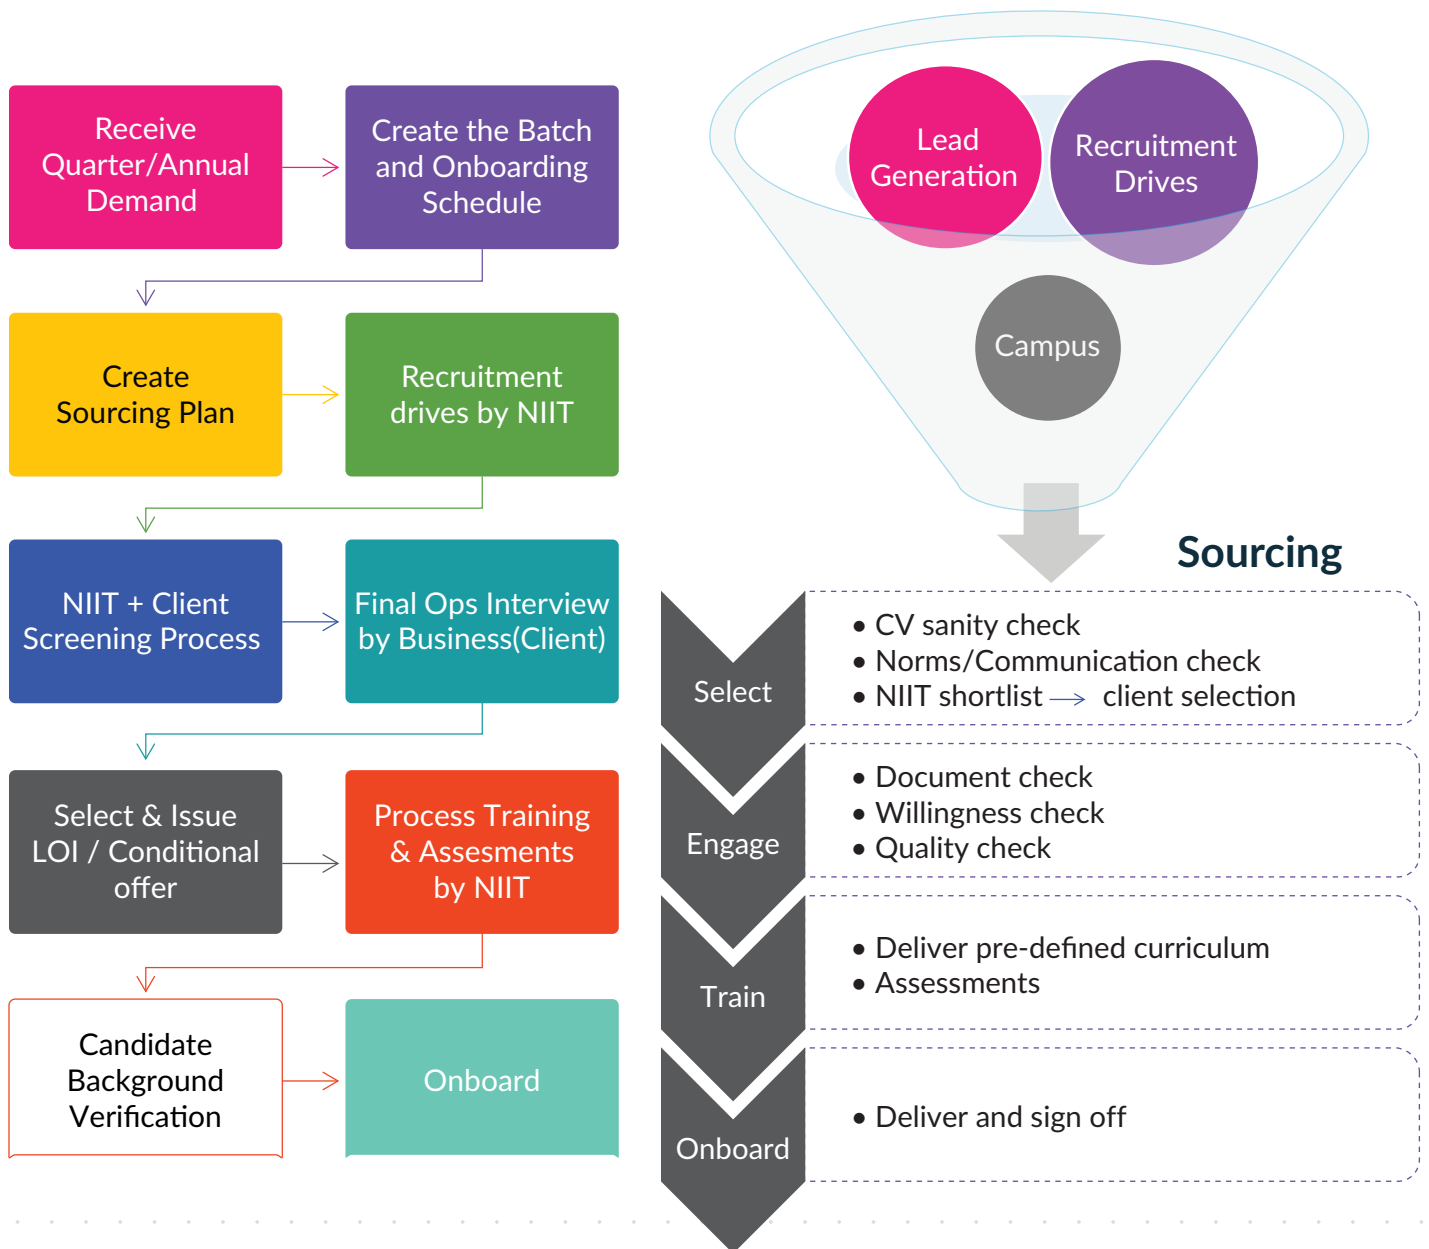 Receive
Quarter/Annual
Demand
Create the Batch
and Onboarding
Schedule
Create
Sourcing Plan
Recruitment
drives by NIIT
NIIT + Client
Screening Process
Final Ops Interview
by Business(Client)
Select & Issue
LOI / Conditional
offer
Process Training
& Assesments
by NIIT
Candidate
Background
Verification
Onboard
Lead
Generation
Recruitment
Drives
Campus
Sourcing
Select
• CV sanity check
• Norms/Communication check
• NIIT shortlist → client selection
Engage
• Document check
• Willingness check
• Quality check
Train
• Deliver pre-defined curriculum
• Assessments
Onboard
• Deliver and sign off